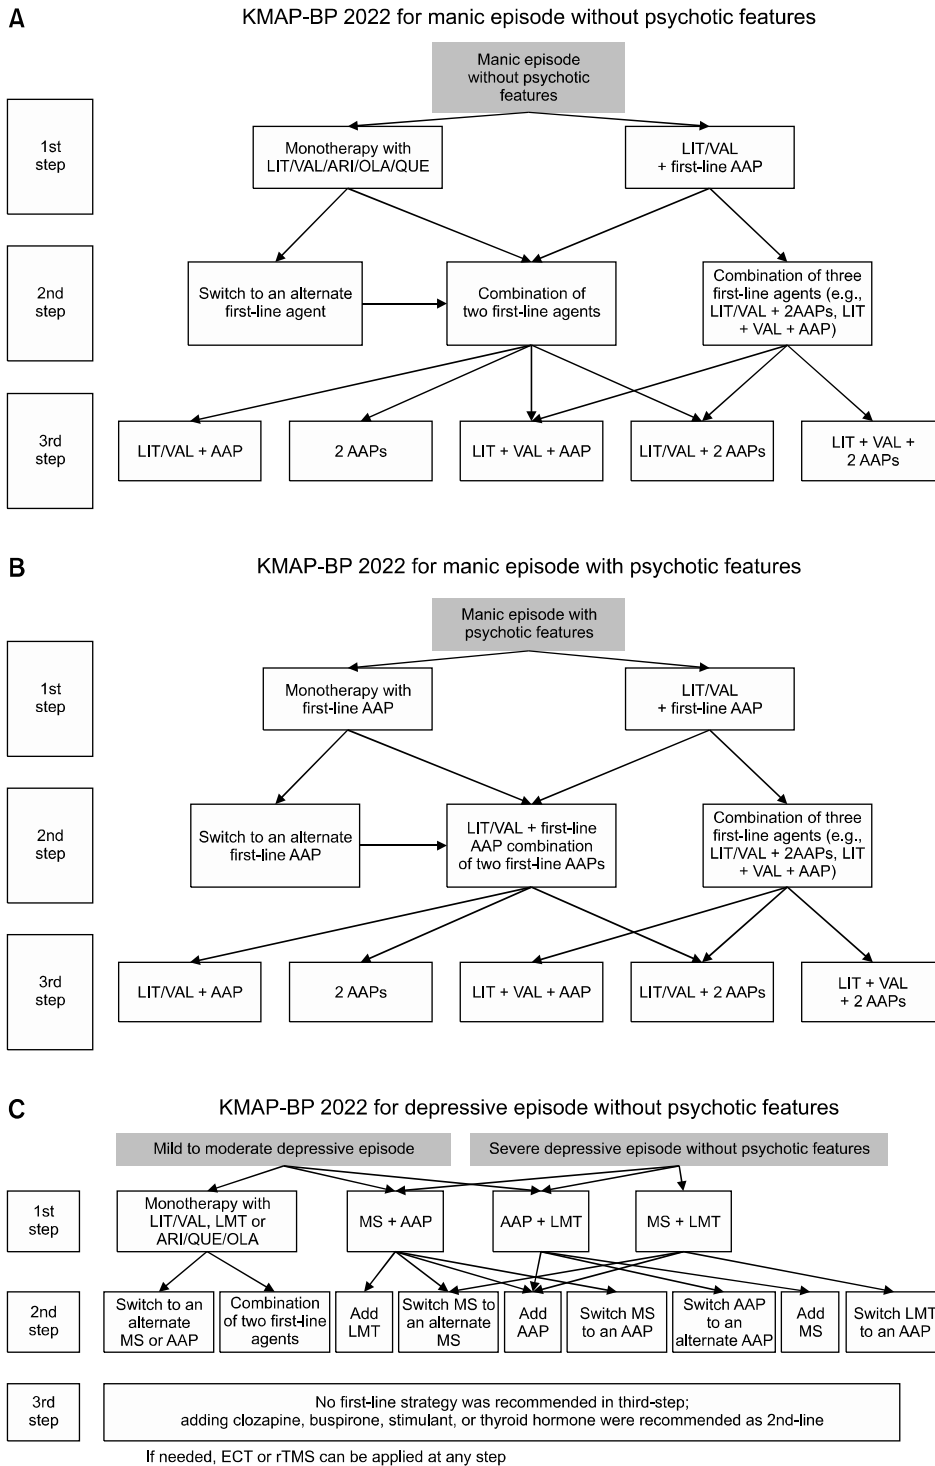 A
KMAP-BP 2022 for manic episode without psychotic features
Manic episode
without psychotic
features
1st
step
Monotherapy with
LIT/VAL/ARI/OLA/QUE
LIT/VAL
+ first-line AAP
2nd
step
Switch to an alternate
first-line agent
Combination of
two first-line agents
Combination of three
first-line agents (e.g.,
LIT/VAL + 2AAPs, LIT
+ VAL + AAP)
3rd
step
LIT/VAL + AAP
2 AAPs
LIT + VAL + AAP
LIT/VAL + 2 AAPs
LIT + VAL +
2 AAPs
B
KMAP-BP 2022 for manic episode with psychotic features
Manic episode with
psychotic features
1st
step
Monotherapy with
first-line AAP
LIT/VAL
+ first-line AAP
2nd
step
Switch to an alternate
first-line AAP
LIT/VAL + first-line
AAP combination
of two first-line AAPs
Combination of three
first-line agents (e.g.,
LIT/VAL + 2AAPs, LIT
+ VAL + AAP)
3rd
step
LIT/VAL + AAP
2 AAPs
LIT + VAL + AAP
LIT/VAL + 2 AAPs
LIT + VAL
+ 2 AAPs
C
KMAP-BP 2022 for depressive episode without psychotic features
Mild to moderate depressive episode
Severe depressive episode without psychotic features
1st
step
Monotherapy with
LIT/VAL, LMT or
ARI/QUE/OLA
MS + AAP
AAP + LMT
MS + LMT
2nd
step
Switch to an
alternate
MS or AAP
Combination
of two first-line
agents
Add
LMT
Switch MS to
an alternate
MS
Add
AAP
Switch MS
to an AAP
Switch AAP
to an
alternate AAP
Add
MS
Switch LMT
to an AAP
3rd
step
No first-line strategy was recommended in third-step;
adding clozapine, buspirone, stimulant, or thyroid hormone were recommended as 2nd-line
If needed, ECT or rTMS can be applied at any step